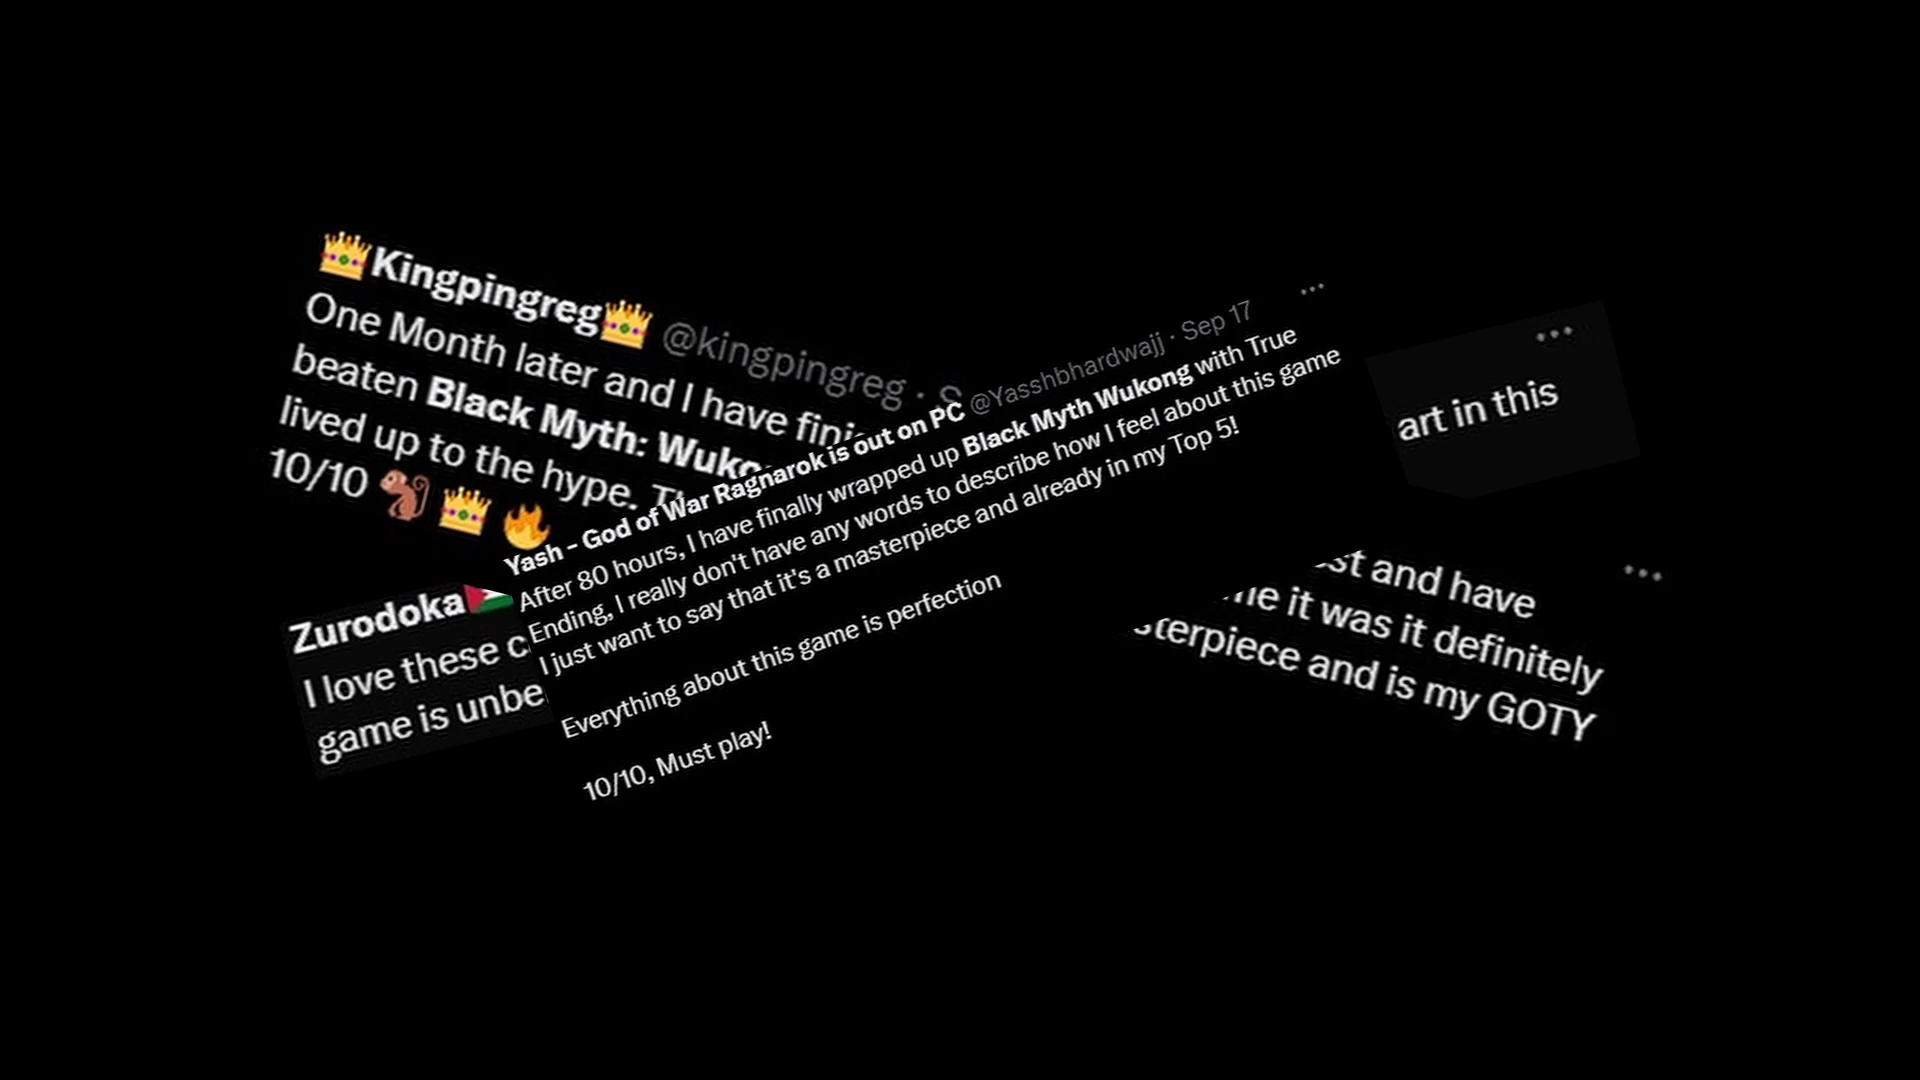 👑Kingpingreg👑 @kingpingreg ·
One Month later and I have
beaten Black Myth:
lived up to the hype.
10/10 🐒 👑 🔥
Yash - God of War Ragnarok is out on PC @Yasshbhardwajj · Sep 17
After 80 hours, I have finally wrapped up Black Myth Wukong with True
Ending, I really don't have any words to describe how I feel about this game
I just want to say that it's a masterpiece and already in my Top 5!
Everything about this game is perfection
10/10, Must play!
Zurodoka🇵🇸
I love these
game is
art in this
and have
it was it definitely
and is my GOTY